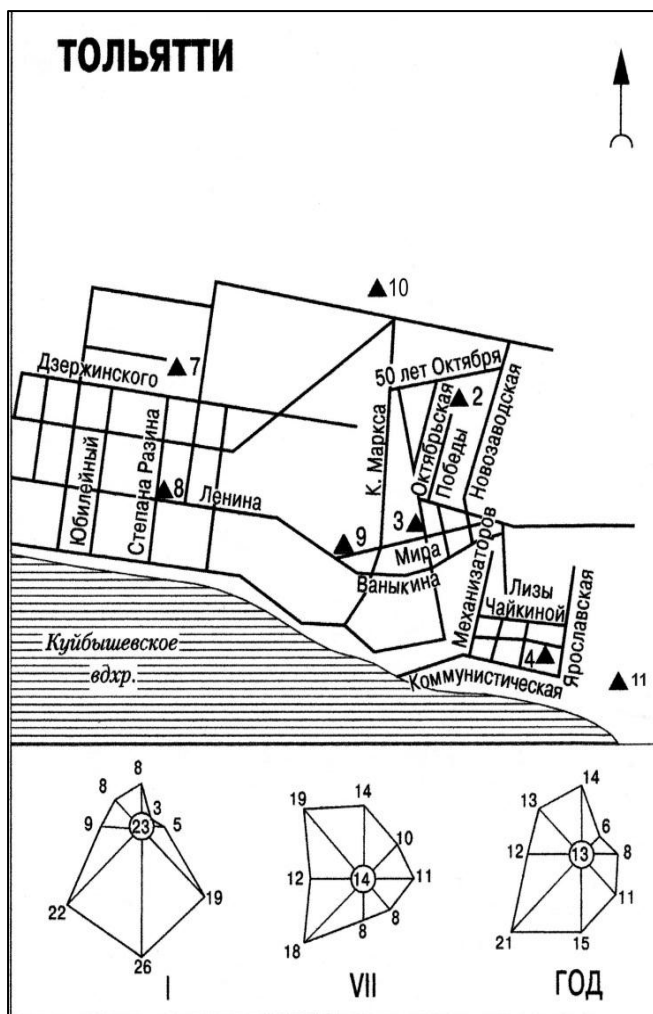 ТОЛЬЯТТИ
10
7
Дзержинского
50 лет Октября
2
Октябрьская
Победы
Новозаводская
К. Маркса
Юбилейный
Степана Разина
8
Ленина
3
9
Мира
Ваныкина
Механизаторов
Лизы
Чайкиной
Ярославская
4
Коммунистическая
11
Куйбышевское
вдхр.
8
8
3
9
23
5
22
19
26
I
14
19
10
12
14
11
8
8
18
VII
14
13
6
12
13
8
11
21
15
ГОД